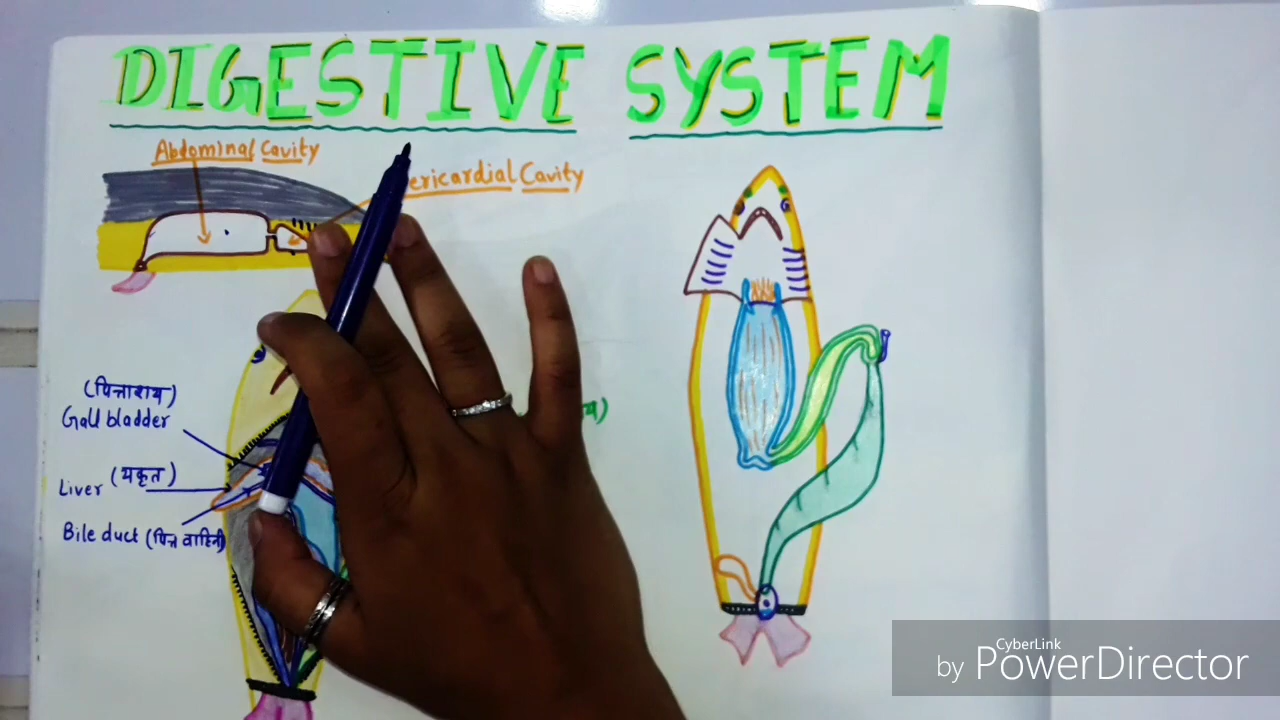 DIGESTIVE SYSTEM
Abdominal Cavity
ericardial Cavity
(पित्ताशय)
Gall bladder
Liver (यकृत)
Bile duct (पित्त वाहिनी)
य)
CyberLink
by PowerDirector